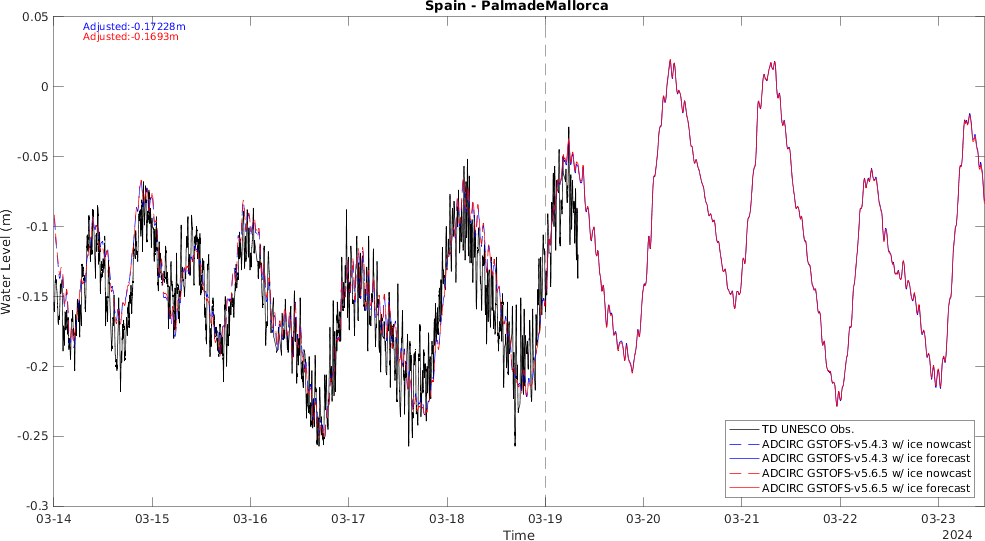 Spain - PalmadeMallorca
Adjusted:-0.17228m
Adjusted:-0.1693m
0.05
0
-0.05
-0.1
-0.15
-0.2
-0.25
-0.3
Water Level (m)
03-14 03-15 03-16 03-17 03-18 03-19 03-20 03-21 03-22 03-23
Time
2024
TD UNESCO Obs.
ADCIRC GSTOFS-v5.4.3 w/ ice nowcast
ADCIRC GSTOFS-v5.4.3 w/ ice forecast
ADCIRC GSTOFS-v5.6.5 w/ ice nowcast
ADCIRC GSTOFS-v5.6.5 w/ ice forecast